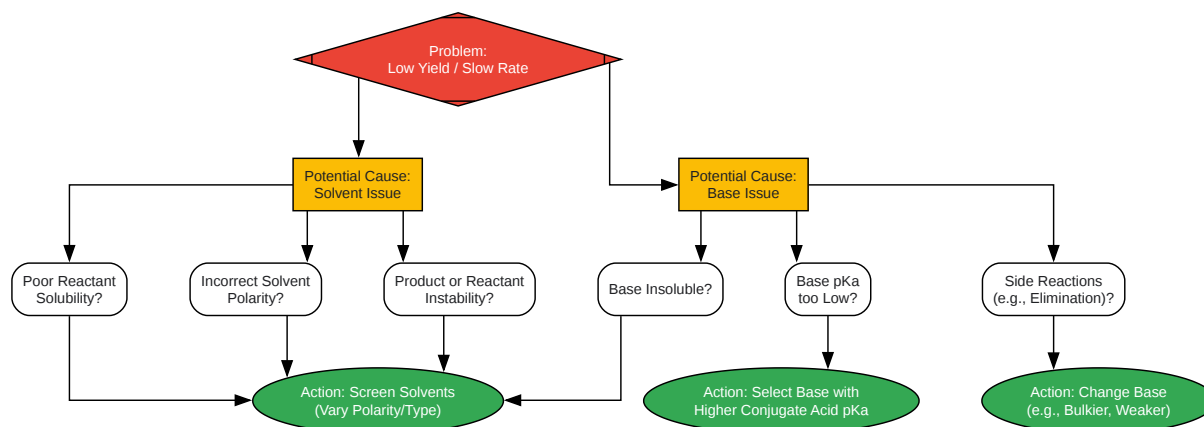 Problem:
Low Yield / Slow Rate
Potential Cause:
Solvent Issue
Potential Cause:
Base Issue
Poor Reactant
Solubility?
Incorrect Solvent
Polarity?
Product or Reactant
Instability?
Base Insoluble?
Base pKa
too Low?
Side Reactions
(e.g., Elimination)?
Action: Screen Solvents
(Vary Polarity/Type)
Action: Select Base with
Higher Conjugate Acid pKa
Action: Change Base
(e.g., Bulkier, Weaker)